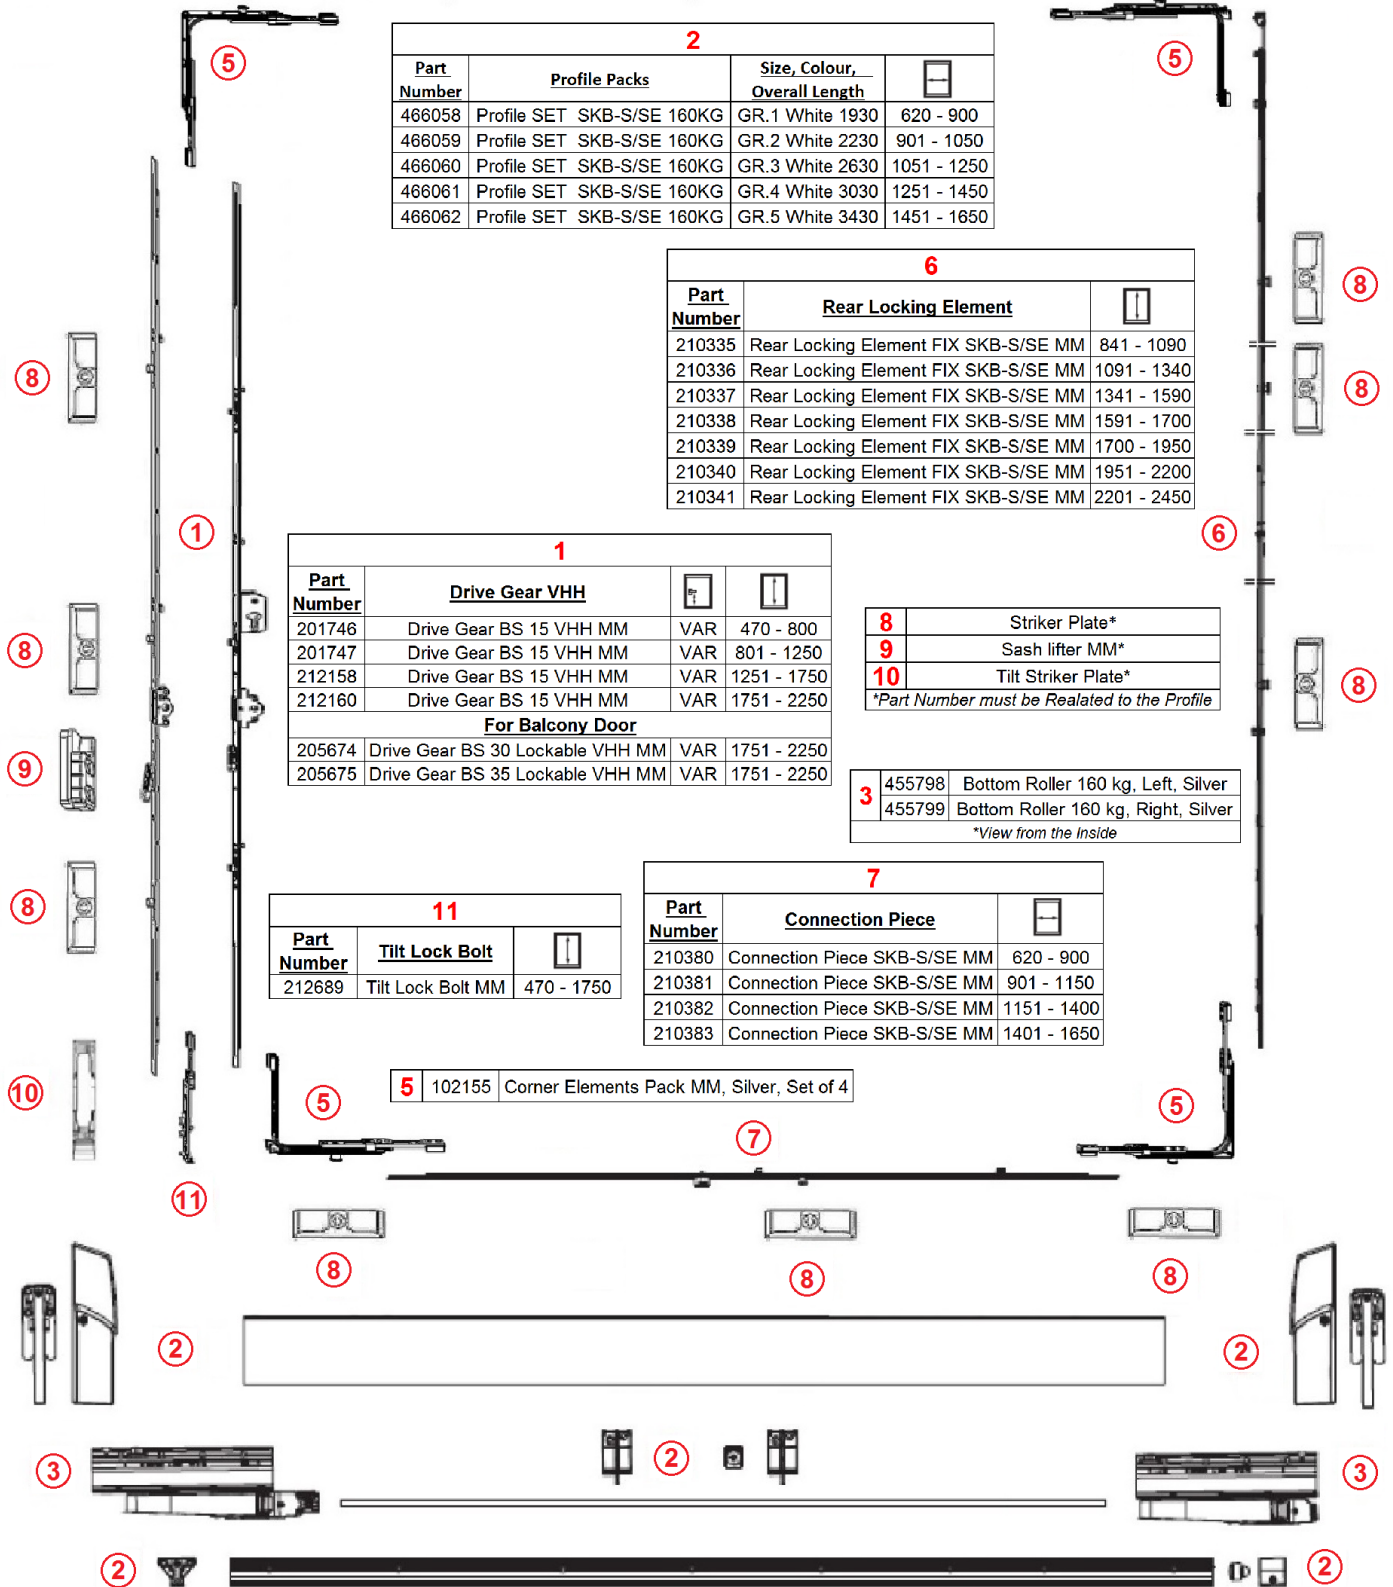 5
5
2
Part Number Profile Packs Size, Colour, Overall Length
466058 Profile SET SKB-S/SE 160KG GR.1 White 1930 620 - 900
466059 Profile SET SKB-S/SE 160KG GR.2 White 2230 901 - 1050
466060 Profile SET SKB-S/SE 160KG GR.3 White 2630 1051 - 1250
466061 Profile SET SKB-S/SE 160KG GR.4 White 3030 1251 - 1450
466062 Profile SET SKB-S/SE 160KG GR.5 White 3430 1451 - 1650
6
Part Number Rear Locking Element
210335 Rear Locking Element FIX SKB-S/SE MM 841 - 1090
210336 Rear Locking Element FIX SKB-S/SE MM 1091 - 1340
210337 Rear Locking Element FIX SKB-S/SE MM 1341 - 1590
210338 Rear Locking Element FIX SKB-S/SE MM 1591 - 1700
210339 Rear Locking Element FIX SKB-S/SE MM 1700 - 1950
210340 Rear Locking Element FIX SKB-S/SE MM 1951 - 2200
210341 Rear Locking Element FIX SKB-S/SE MM 2201 - 2450
8
8
8
1
6
1
Part Number Drive Gear VHH
201746 Drive Gear BS 15 VHH MM VAR 470 - 800
201747 Drive Gear BS 15 VHH MM VAR 801 - 1250
212158 Drive Gear BS 15 VHH MM VAR 1251 - 1750
212160 Drive Gear BS 15 VHH MM VAR 1751 - 2250
For Balcony Door
205674 Drive Gear BS 30 Lockable VHH MM VAR 1751 - 2250
205675 Drive Gear BS 35 Lockable VHH MM VAR 1751 - 2250
8 Striker Plate*
9 Sash lifter MM*
10 Tilt Striker Plate*
*Part Number must be Realated to the Profile
8
8
9
3
455798 Bottom Roller 160 kg, Left, Silver
455799 Bottom Roller 160 kg, Right, Silver
*View from the Inside
8
11
Part Number Tilt Lock Bolt
212689 Tilt Lock Bolt MM 470 - 1750
7
Part Number Connection Piece
210380 Connection Piece SKB-S/SE MM 620 - 900
210381 Connection Piece SKB-S/SE MM 901 - 1150
210382 Connection Piece SKB-S/SE MM 1151 - 1400
210383 Connection Piece SKB-S/SE MM 1401 - 1650
10
5 102155 Corner Elements Pack MM, Silver, Set of 4
5
5
7
11
8
8
8
2
2
3
2
3
2
2